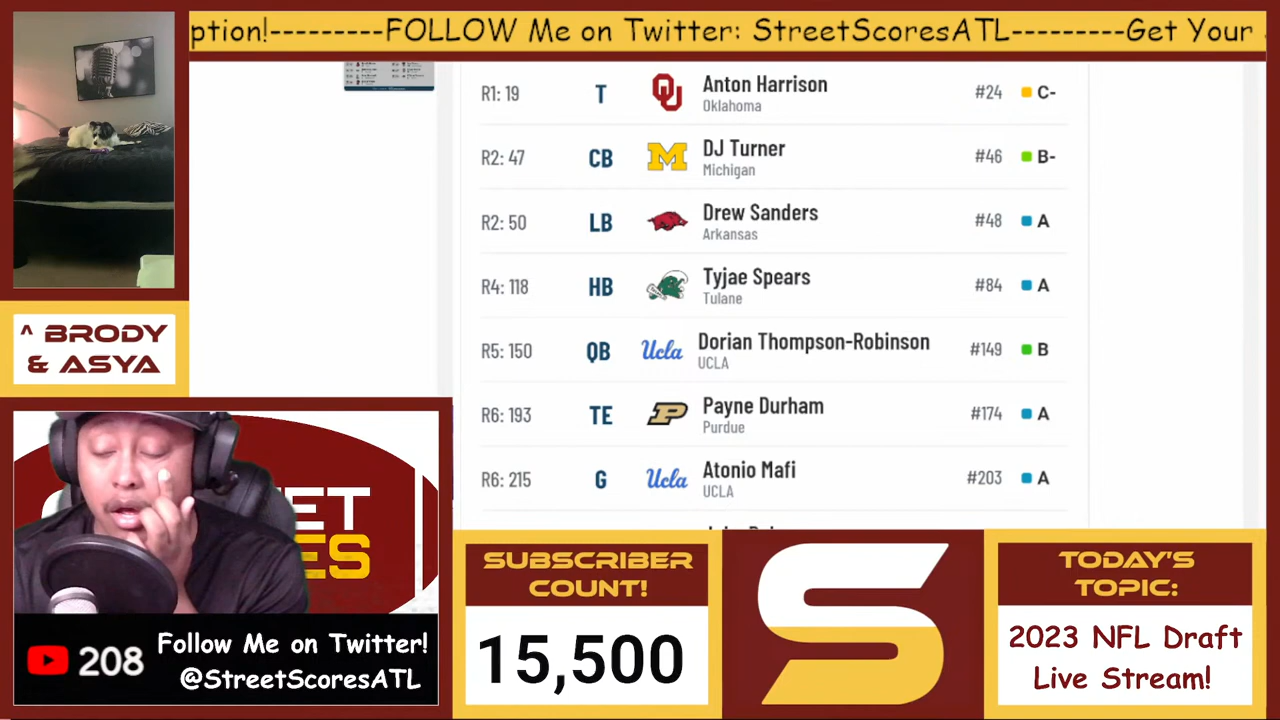 ption!---------FOLLOW Me on Twitter: StreetScoresATL---------Get Your
R1: 19 T Anton Harrison Oklahoma #24 C-
R2: 47 CB DJ Turner Michigan #46 B-
R2: 50 LB Drew Sanders Arkansas #48 A
R4: 118 HB Tyjae Spears Tulane #84 A
R5: 150 QB Ucla Dorian Thompson-Robinson UCLA #149 B
R6: 193 TE P Payne Durham Purdue #174 A
R6: 215 G Ucla Atonio Mafi UCLA #203 A
^ BRODY
& ASYA
208
Follow Me on Twitter!
@StreetScoresATL
SUBSCRIBER
COUNT!
15,500
S
TODAY'S
TOPIC:
2023 NFL Draft
Live Stream!